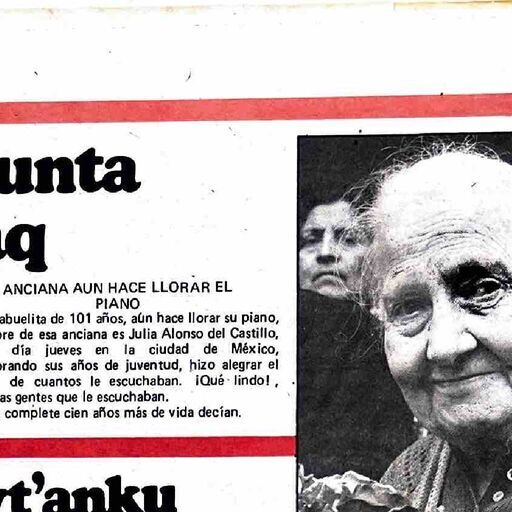 unta
aq
ANCIANA AUN HACE LLORAR EL
PIANO
abuelita de 101 años, aún hace llorar su piano,
bre de esa anciana es Julia Alonso del Castillo,
día jueves en la ciudad de México,
orando sus años de juventud, hizo alegrar el
de cuantos le escuchaban. ¡Qué lindo!,
as gentes que le escuchaban.
complete cien años más de vida decían.
yt'anku